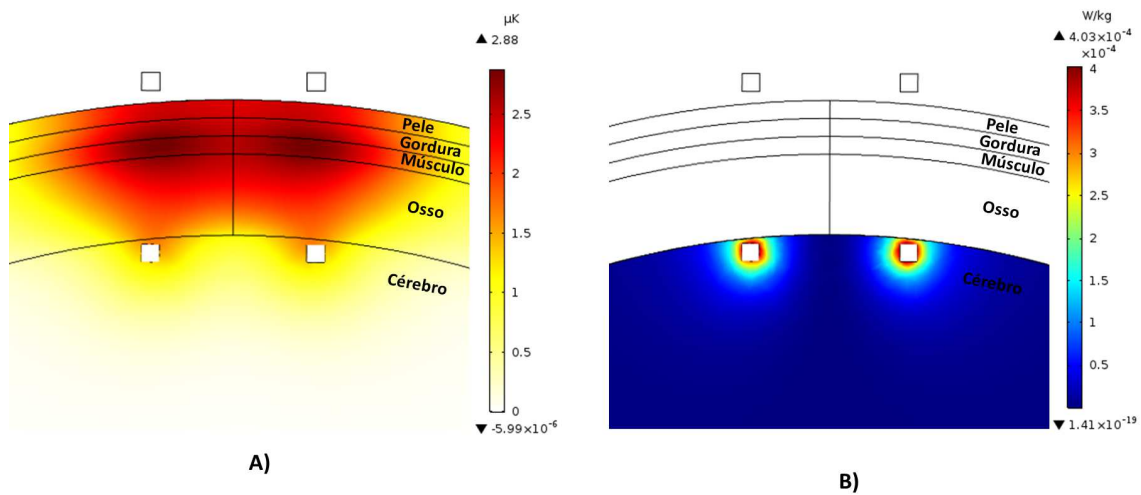 µK
▲ 2.88
2.5
2
1.5
1
0.5
0
▼ -5.99×10⁻⁶
Pele
Gordura
Músculo
Osso
Cérebro
A)
W/kg
▲ 4.03×10⁻⁴
×10⁻⁴
4
3.5
3
2.5
2
1.5
1
0.5
▼ 1.41×10⁻¹⁹
Pele
Gordura
Músculo
Osso
Cérebro
B)